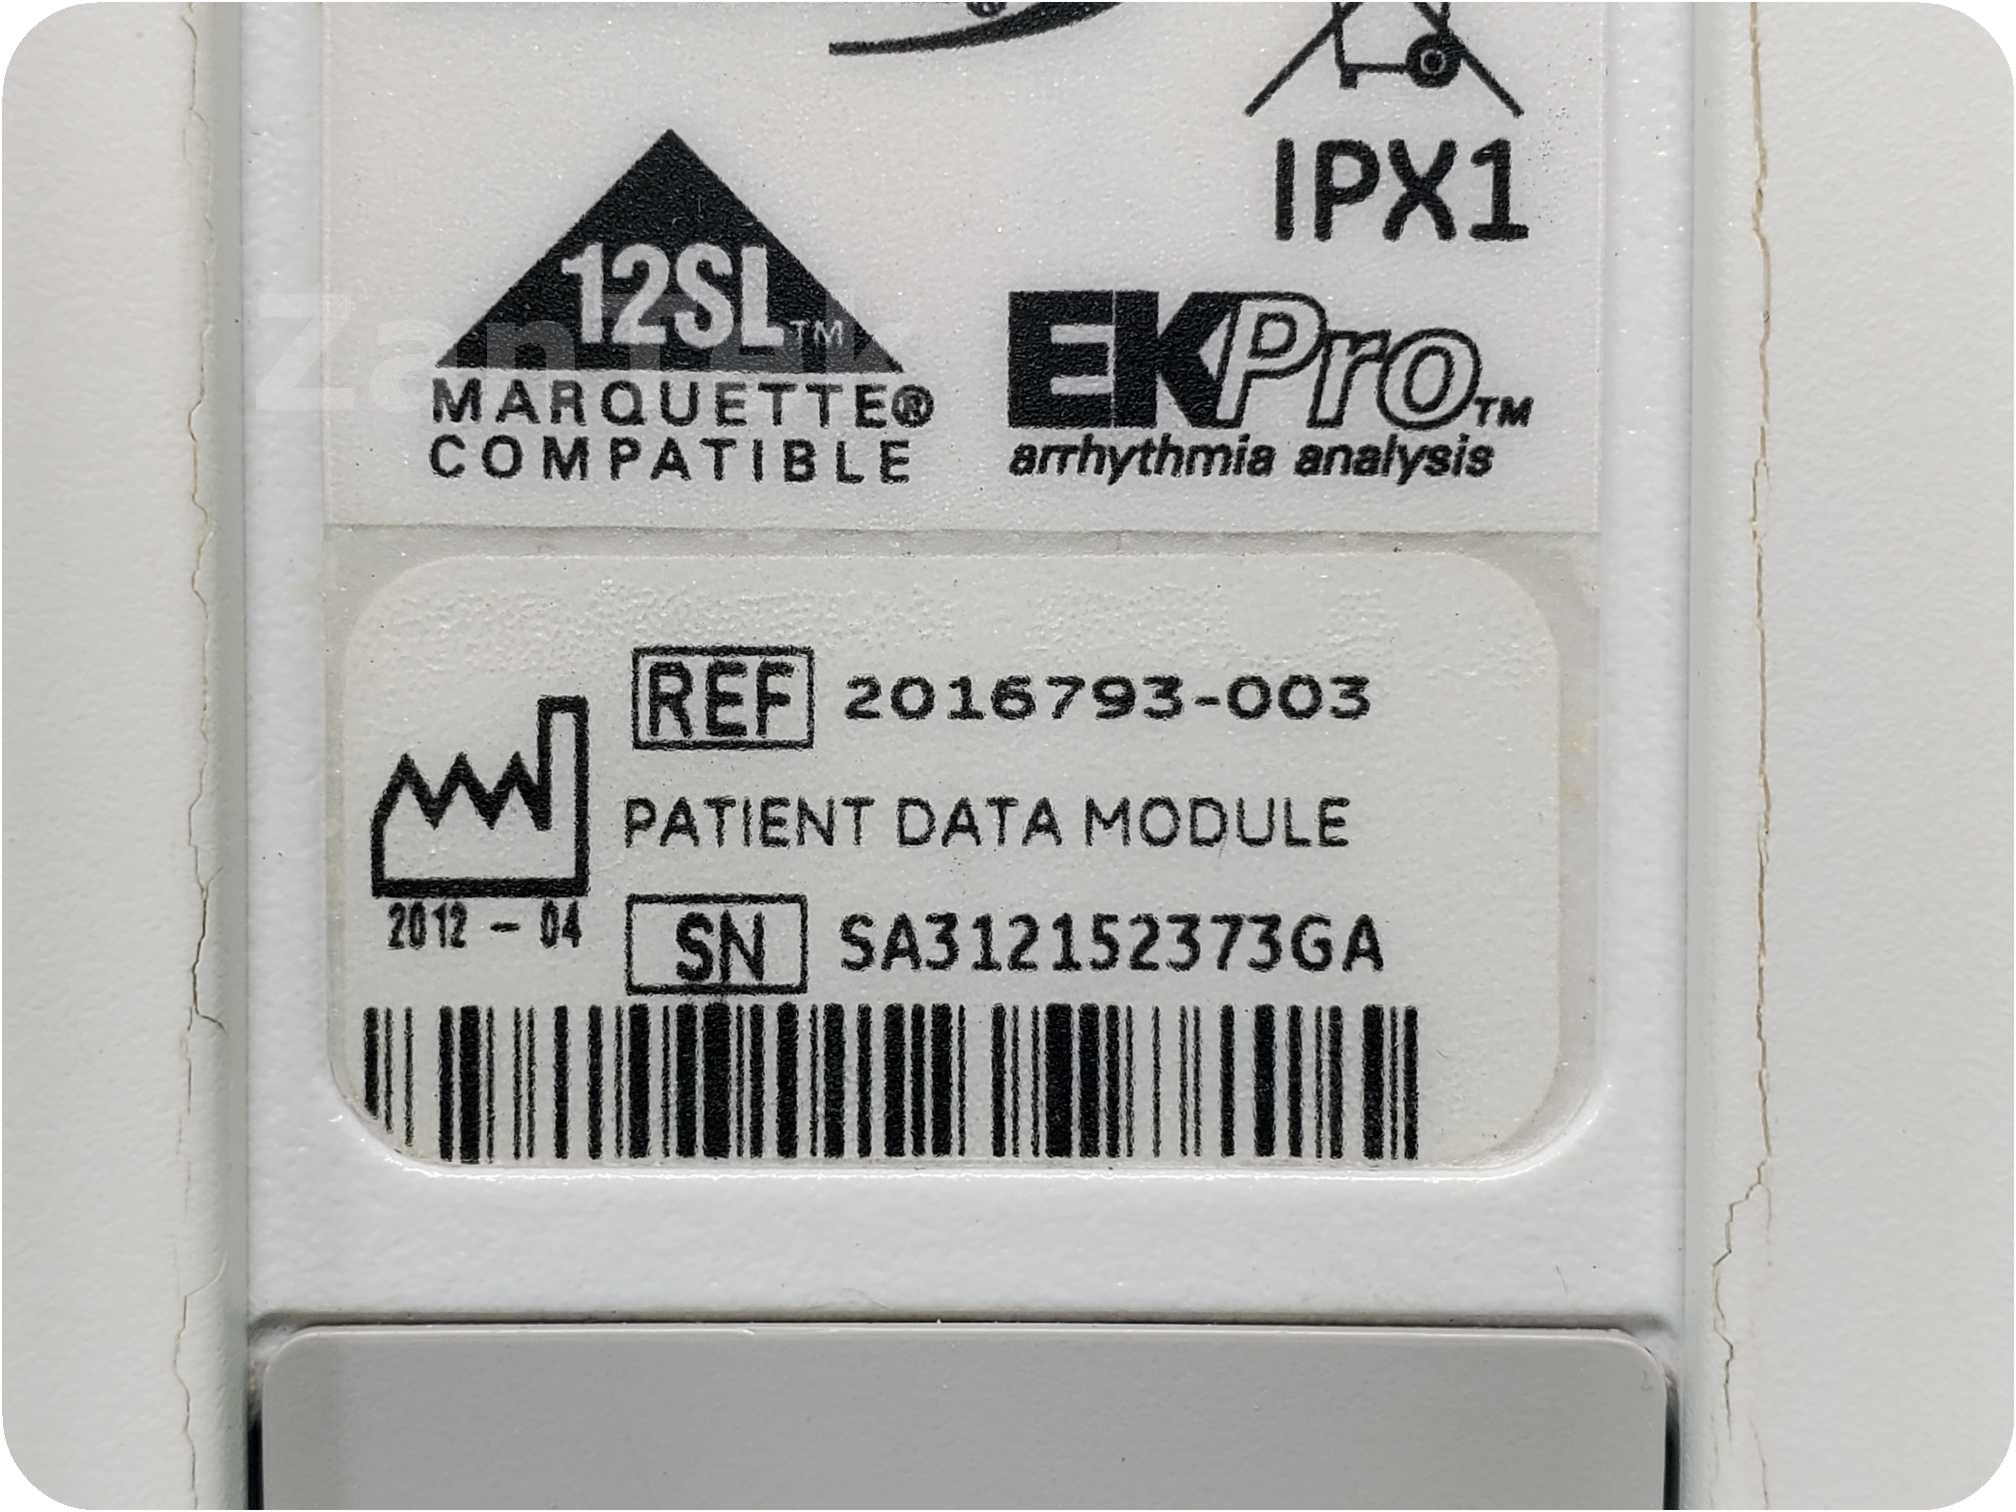 ®
IPX1
12SL™
MARQUETTE®
COMPATIBLE
EKPro™
arrhythmia analysis
REF 2016793-003
PATIENT DATA MODULE
2012 - 04
SN SA312152373GA